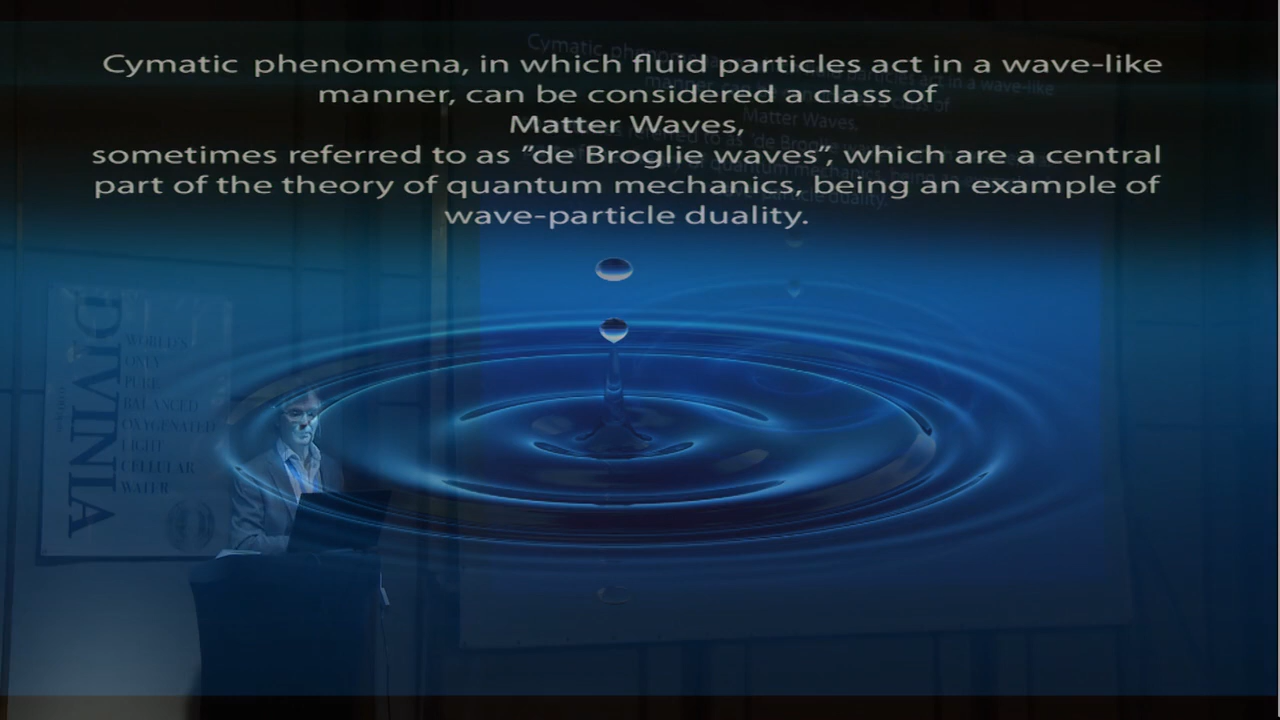 Cymatic phenomena, in which fluid particles act in a wave-like
manner, can be considered a class of
Matter Waves,
sometimes referred to as "de Broglie waves", which are a central
part of the theory of quantum mechanics, being an example of
wave-particle duality.
DIVINIA
WORLD'S
ONLY
PURE
BALANCED
OXYGENATED
LIGHT
CELLULAR
WATER